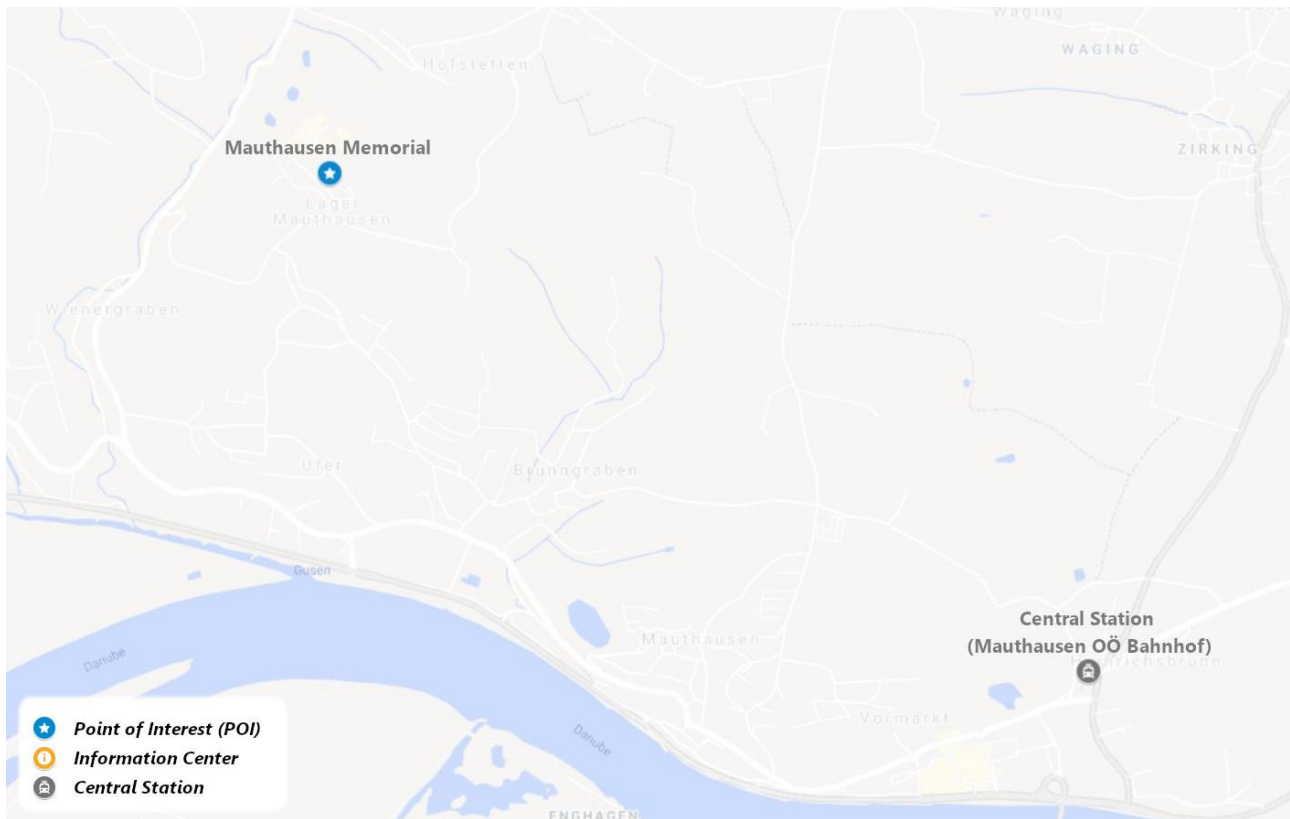 Waging
WAGING
Hofstetten
Mauthausen Memorial
ZIRKING
Lager
Mauthausen
Wienergraben
Ufer
Brunngraben
Gusen
Central Station
(Mauthausen OÖ Bahnhof)
Mauthausen
Heinrichsbrunn
Danube
Vormarkt
Danube
Point of Interest (POI)
Information Center
Central Station
ENGHAGEN